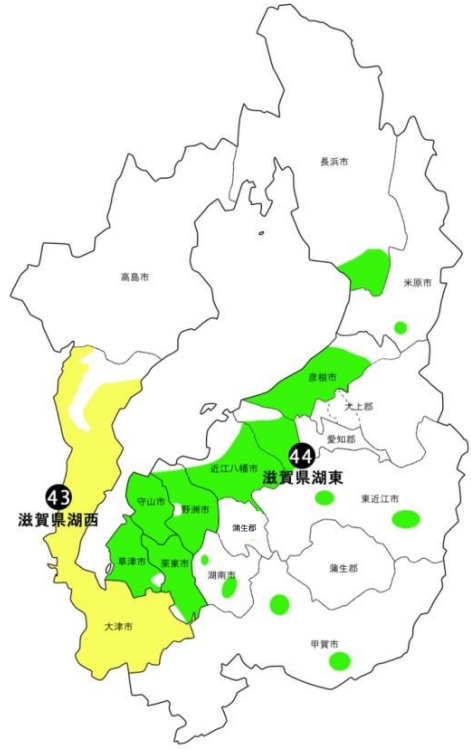 長浜市
高島市
米原市
彦根市
犬上郡
愛知郡
近江八幡市
44
滋賀県湖東
43
滋賀県湖西
守山市
野洲市
東近江市
蒲生郡
草津市
栗東市
湖南市
蒲生郡
大津市
甲賀市